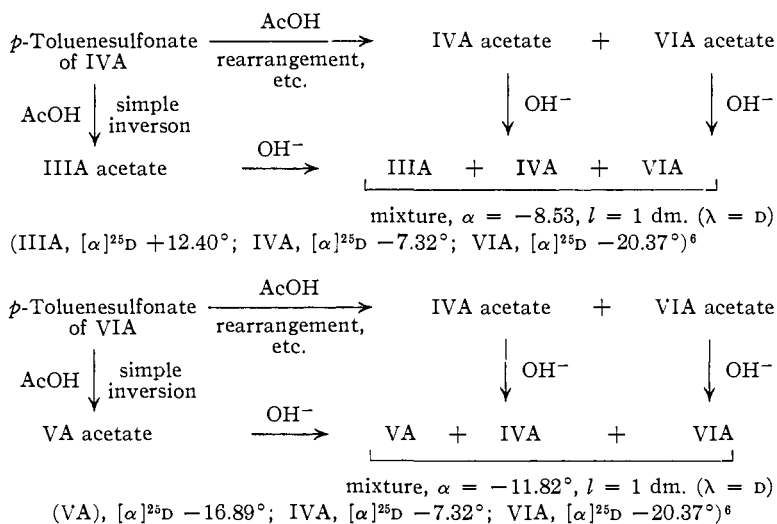 AcOH
p-Toluenesulfonate of IVA
rearrangement, etc.
IVA acetate + VIA acetate
AcOH simple inverson
OH− OH−
IIIA acetate OH− IIIA + IVA + VIA
mixture, α = −8.53, l = 1 dm. (λ = D)
(IIIA, [α]²⁵D +12.40°; IVA, [α]²⁵D −7.32°; VIA, [α]²⁵D −20.37°)⁶
AcOH
p-Toluenesulfonate of VIA
rearrangement, etc.
IVA acetate + VIA acetate
AcOH simple inversion
OH− OH−
VA acetate OH− VA + IVA + VIA
mixture, α = −11.82°, l = 1 dm. (λ = D)
(VA), [α]²⁵D −16.89°; IVA, [α]²⁵D −7.32°; VIA, [α]²⁵D −20.37°)⁶